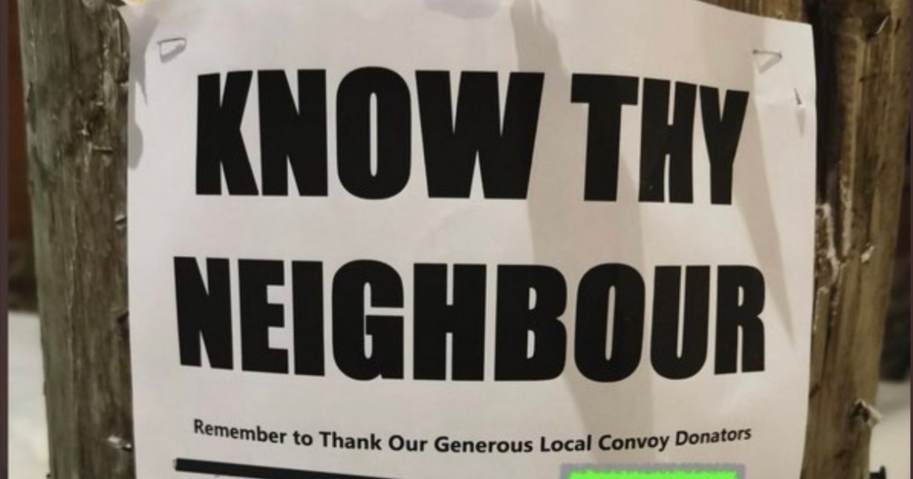 KNOW THY
NEIGHBOUR
Remember to Thank Our Generous Local Convoy Donators